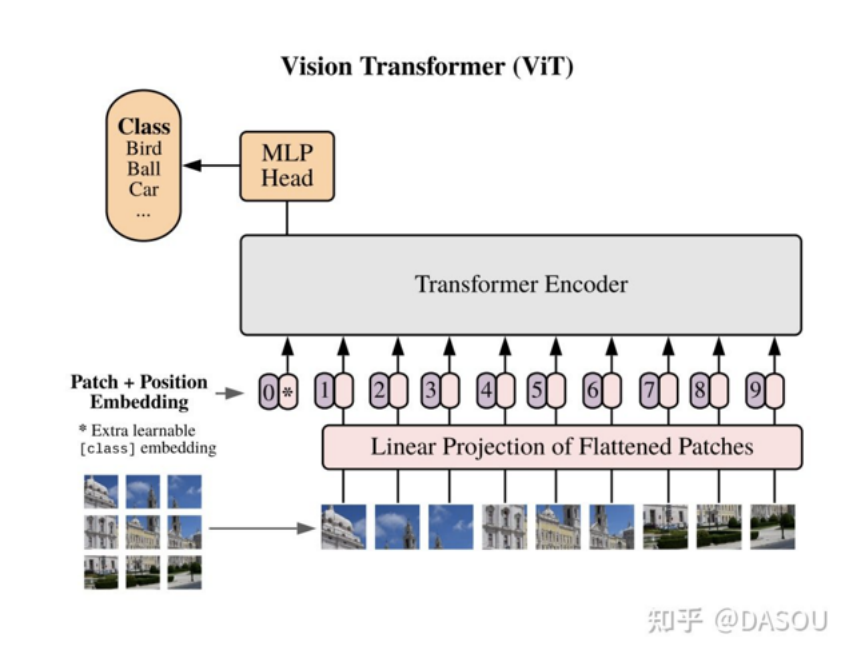 Vision Transformer (ViT)
Class
Bird
Ball
Car
...
MLP
Head
Transformer Encoder
Patch + Position
Embedding
0 * 1 2 3 4 5 6 7 8 9
* Extra learnable
[class] embedding
Linear Projection of Flattened Patches
知乎 @DASOU